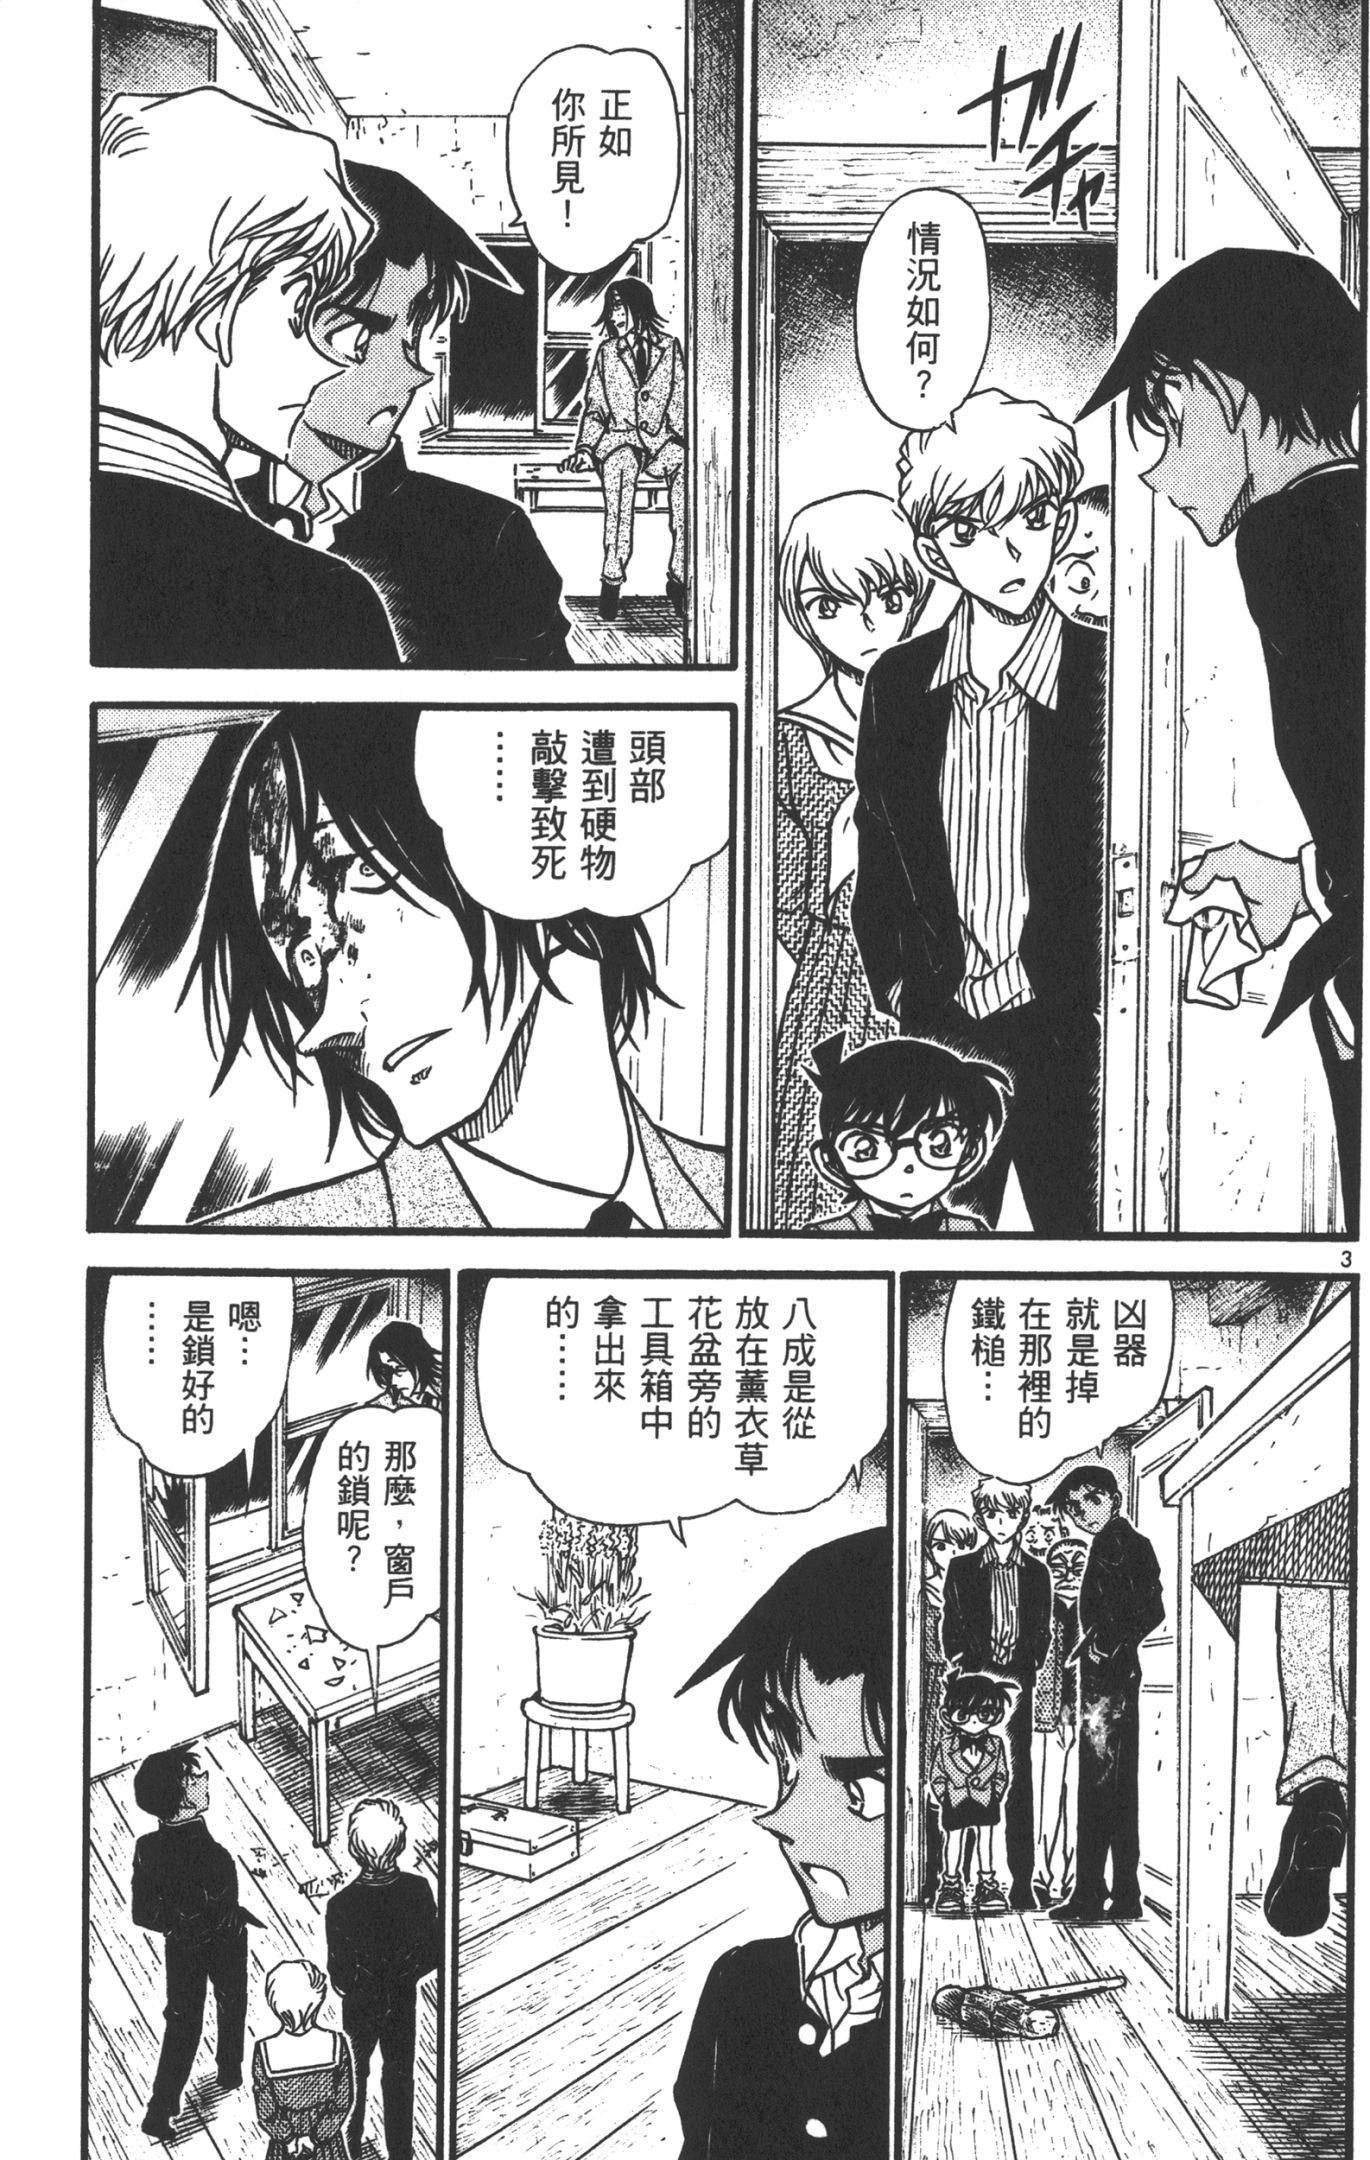 ガチャ
情況如何？
正如
你所見！
頭部
遭到硬物
敲擊致死
……
3
凶器
就是掉
在那裡的
鐵槌…
八成是從
放在薰衣草
花盆旁的
工具箱中
拿出來
的……
那麼，窗戶
的鎖呢？
嗯…
是鎖好的
……